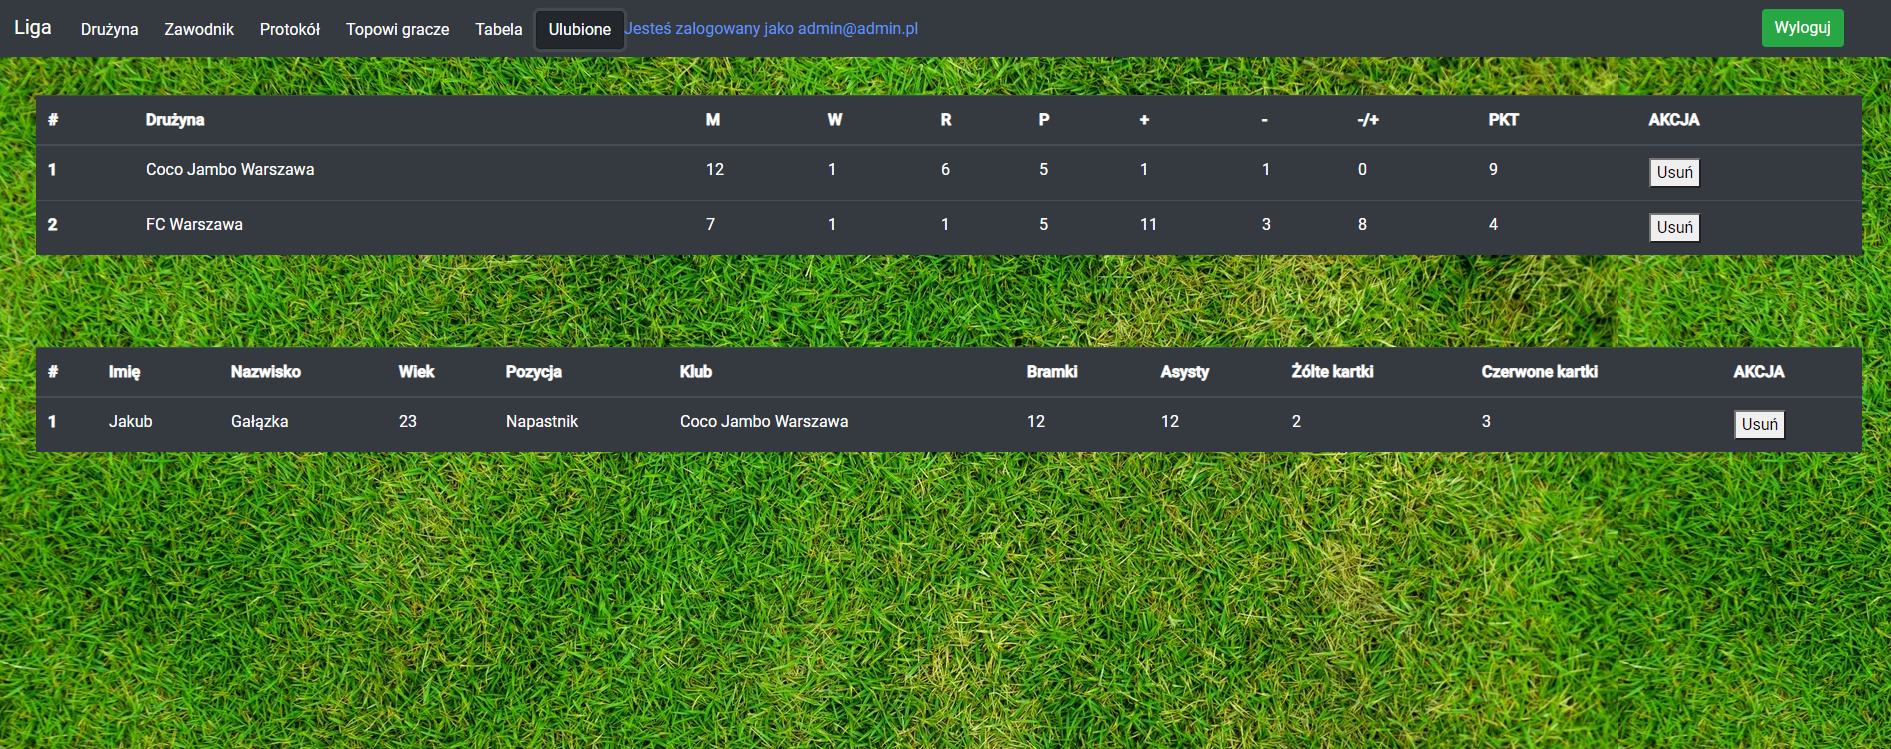 Liga Drużyna Zawodnik Protokół Topowi gracze Tabela Ulubione Jesteś zalogowany jako admin@admin.pl Wyloguj
# Drużyna M W R P + - -/+ PKT AKCJA
1 Coco Jambo Warszawa 12 1 6 5 1 1 0 9 Usuń
2 FC Warszawa 7 1 1 5 11 3 8 4 Usuń
# Imię Nazwisko Wiek Pozycja Klub Bramki Asysty Żółte kartki Czerwone kartki AKCJA
1 Jakub Gałązka 23 Napastnik Coco Jambo Warszawa 12 12 2 3 Usuń